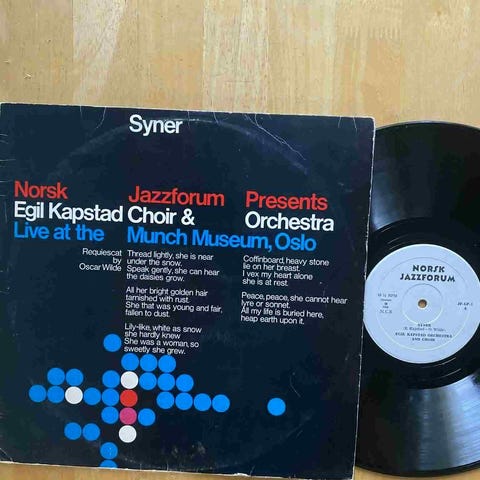 Syner
Norsk Jazzforum Presents
Egil Kapstad Choir & Orchestra
Live at the Munch Museum, Oslo
Requiescat
by
Oscar Wilde
Thread lightly, she is near
under the snow.
Speak gently, she can hear
the daisies grow.
All her bright golden hair
tarnished with rust.
She that was young and fair,
fallen to dust.
Lily-like, white as snow
she hardly knew
She was a woman, so
sweetly she grew.
Coffinboard, heavy stone
lie on her breast.
I vex my heart alone
she is at rest.
Peace, peace, she cannot hear
lyre or sonnet.
All my life is buried here,
heap earth upon it.
NORSK
JAZZFORUM
SYNER
EGIL KAPSTAD ORCHESTRA
AND CHOIR